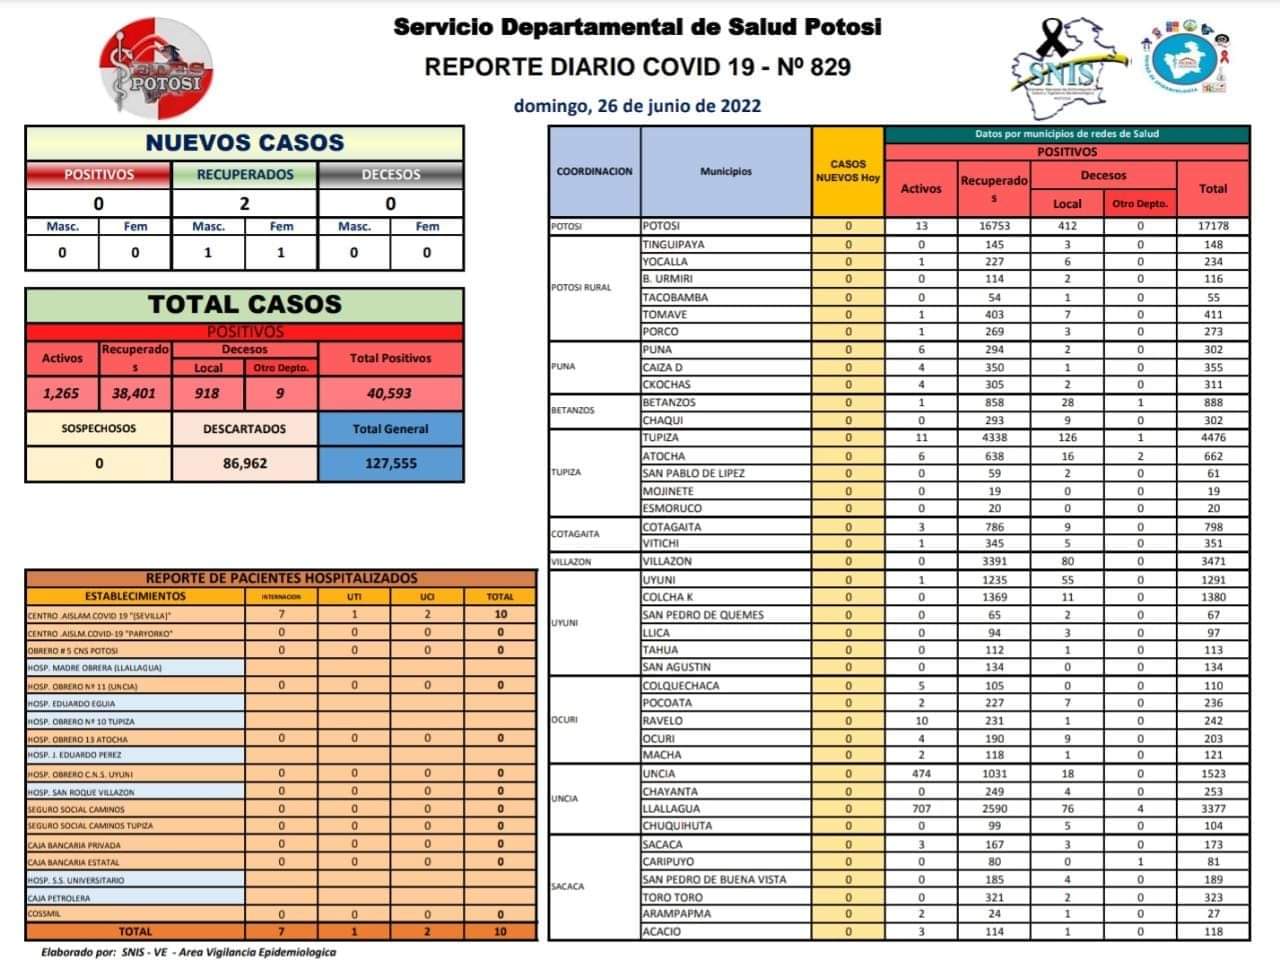 SEDES
POTOSI
Servicio Departamental de Salud Potosi
REPORTE DIARIO COVID 19 - Nº 829
domingo, 26 de junio de 2022
SNIS
NUEVOS CASOS
POSITIVOS RECUPERADOS DECESOS
0 2 0
Masc. Fem Masc. Fem Masc. Fem
0 0 1 1 0 0
TOTAL CASOS
POSITIVOS
Activos Recuperado s Decesos Total Positivos
Local Otro Depto.
1,265 38,401 918 9 40,593
SOSPECHOSOS DESCARTADOS Total General
0 86,962 127,555
REPORTE DE PACIENTES HOSPITALIZADOS
ESTABLECIMIENTOS INTERNACION UTI UCI TOTAL
CENTRO .AISLAM.COVID 19 "(SEVILLA)" 7 1 2 10
CENTRO .AISLM.COVID-19 "PARYORKO" 0 0 0 0
OBRERO # 5 CNS POTOSI 0 0 0 0
HOSP. MADRE OBRERA (LLALLAGUA)
HOSP. OBRERO Nº 11 (UNCIA) 0 0 0 0
HOSP. EDUARDO EGUIA
HOSP. OBRERO Nº 10 TUPIZA
HOSP. OBRERO 13 ATOCHA 0 0 0 0
HOSP. J. EDUARDO PEREZ
HOSP. OBRERO C.N.S. UYUNI 0 0 0 0
HOSP. SAN ROQUE VILLAZON 0 0 0 0
SEGURO SOCIAL CAMINOS 0 0 0 0
SEGURO SOCIAL CAMINOS TUPIZA 0 0 0 0
CAJA BANCARIA PRIVADA 0 0 0 0
CAJA BANCARIA ESTATAL 0 0 0 0
HOSP. S.S. UNIVERSITARIO
CAJA PETROLERA
COSSMIL 0 0 0 0
TOTAL 7 1 2 10
Elaborado por: SNIS - VE - Area Vigilancia Epidemiologica
Datos por municipios de redes de Salud
COORDINACION Municipios CASOS NUEVOS Hoy POSITIVOS
Activos Recuperado s Decesos Total
Local Otro Depto.
POTOSI POTOSI 0 13 16753 412 0 17178
POTOSI RURAL TINGUIPAYA 0 0 145 3 0 148
YOCALLA 0 1 227 6 0 234
B. URMIRI 0 0 114 2 0 116
TACOBAMBA 0 0 54 1 0 55
TOMAVE 0 1 403 7 0 411
PORCO 0 1 269 3 0 273
PUNA PUNA 0 6 294 2 0 302
CAIZA D 0 4 350 1 0 355
CKOCHAS 0 4 305 2 0 311
BETANZOS BETANZOS 0 1 858 28 1 888
CHAQUI 0 0 293 9 0 302
TUPIZA TUPIZA 0 11 4338 126 1 4476
ATOCHA 0 6 638 16 2 662
SAN PABLO DE LIPEZ 0 0 59 2 0 61
MOJINETE 0 0 19 0 0 19
ESMORUCO 0 0 20 0 0 20
COTAGAITA COTAGAITA 0 3 786 9 0 798
VITICHI 0 1 345 5 0 351
VILLAZON VILLAZON 0 0 3391 80 0 3471
UYUNI UYUNI 0 1 1235 55 0 1291
COLCHA K 0 0 1369 11 0 1380
SAN PEDRO DE QUEMES 0 0 65 2 0 67
LLICA 0 0 94 3 0 97
TAHUA 0 0 112 1 0 113
SAN AGUSTIN 0 0 134 0 0 134
OCURI COLQUECHACA 0 5 105 0 0 110
POCOATA 0 2 227 7 0 236
RAVELO 0 10 231 1 0 242
OCURI 0 4 190 9 0 203
MACHA 0 2 118 1 0 121
UNCIA UNCIA 0 474 1031 18 0 1523
CHAYANTA 0 0 249 4 0 253
LLALLAGUA 0 707 2590 76 4 3377
CHUQUIHUTA 0 0 99 5 0 104
SACACA SACACA 0 3 167 3 0 173
CARIPUYO 0 0 80 0 1 81
SAN PEDRO DE BUENA VISTA 0 0 185 4 0 189
TORO TORO 0 0 321 2 0 323
ARAMPAPMA 0 2 24 1 0 27
ACACIO 0 3 114 1 0 118